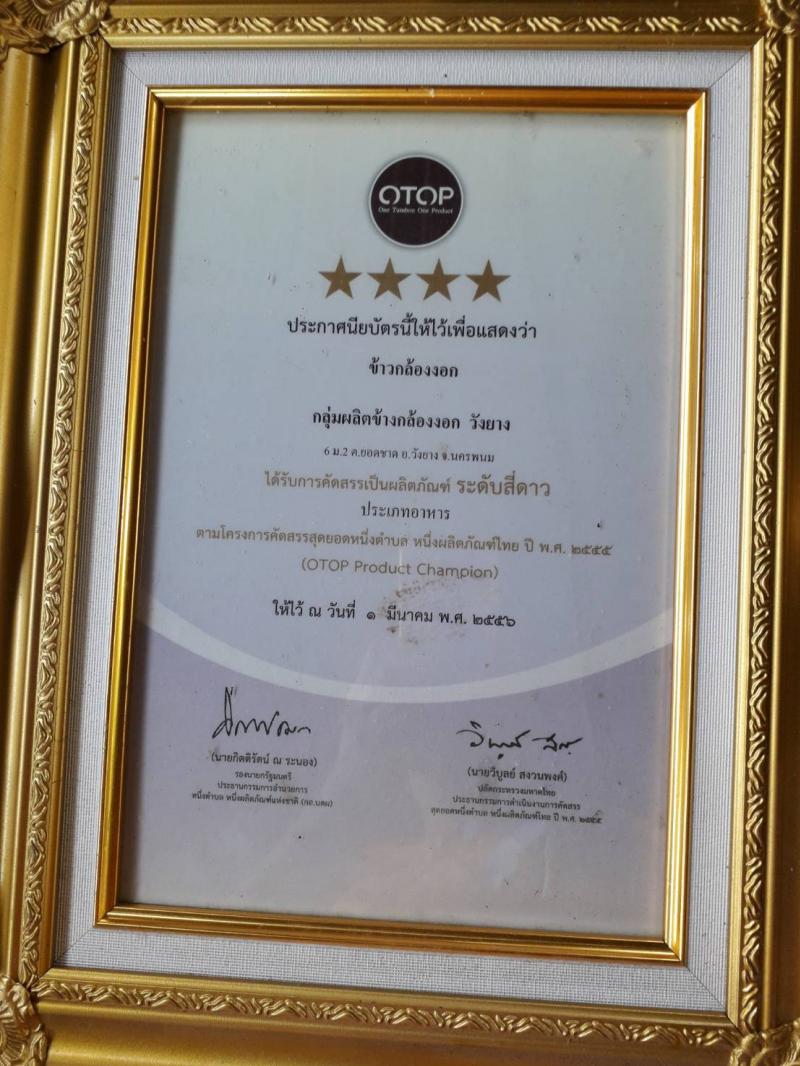 OTOP
One Tambon One Product
ประกาศนียบัตรนี้ให้ไว้เพื่อแสดงว่า
ข้าวกล้องงอก
กลุ่มผลิตข้างกล้องงอก วังยาง
6 ม.2 ต.ยอดชาด อ.วังยาง จ.นครพนม
ได้รับการคัดสรรเป็นผลิตภัณฑ์ ระดับสี่ดาว
ประเภทอาหาร
ตามโครงการคัดสรรสุดยอดหนึ่งตำบล หนึ่งผลิตภัณฑ์ไทย ปี พ.ศ. ๒๕๕๕
(OTOP Product Champion)
ให้ไว้ ณ วันที่ ๑ มีนาคม พ.ศ. ๒๕๕๖
(นายกิตติรัตน์ ณ ระนอง)
รองนายกรัฐมนตรี
ประธานกรรมการอำนวยการ
หนึ่งตำบล หนึ่งผลิตภัณฑ์แห่งชาติ (กอ.นตผ)
(นายวิบูลย์ สงวนพงศ์)
ปลัดกระทรวงมหาดไทย
ประธานกรรมการดำเนินงานการคัดสรร
สุดยอดหนึ่งตำบล หนึ่งผลิตภัณฑ์ไทย ปี พ.ศ. ๒๕๕๕